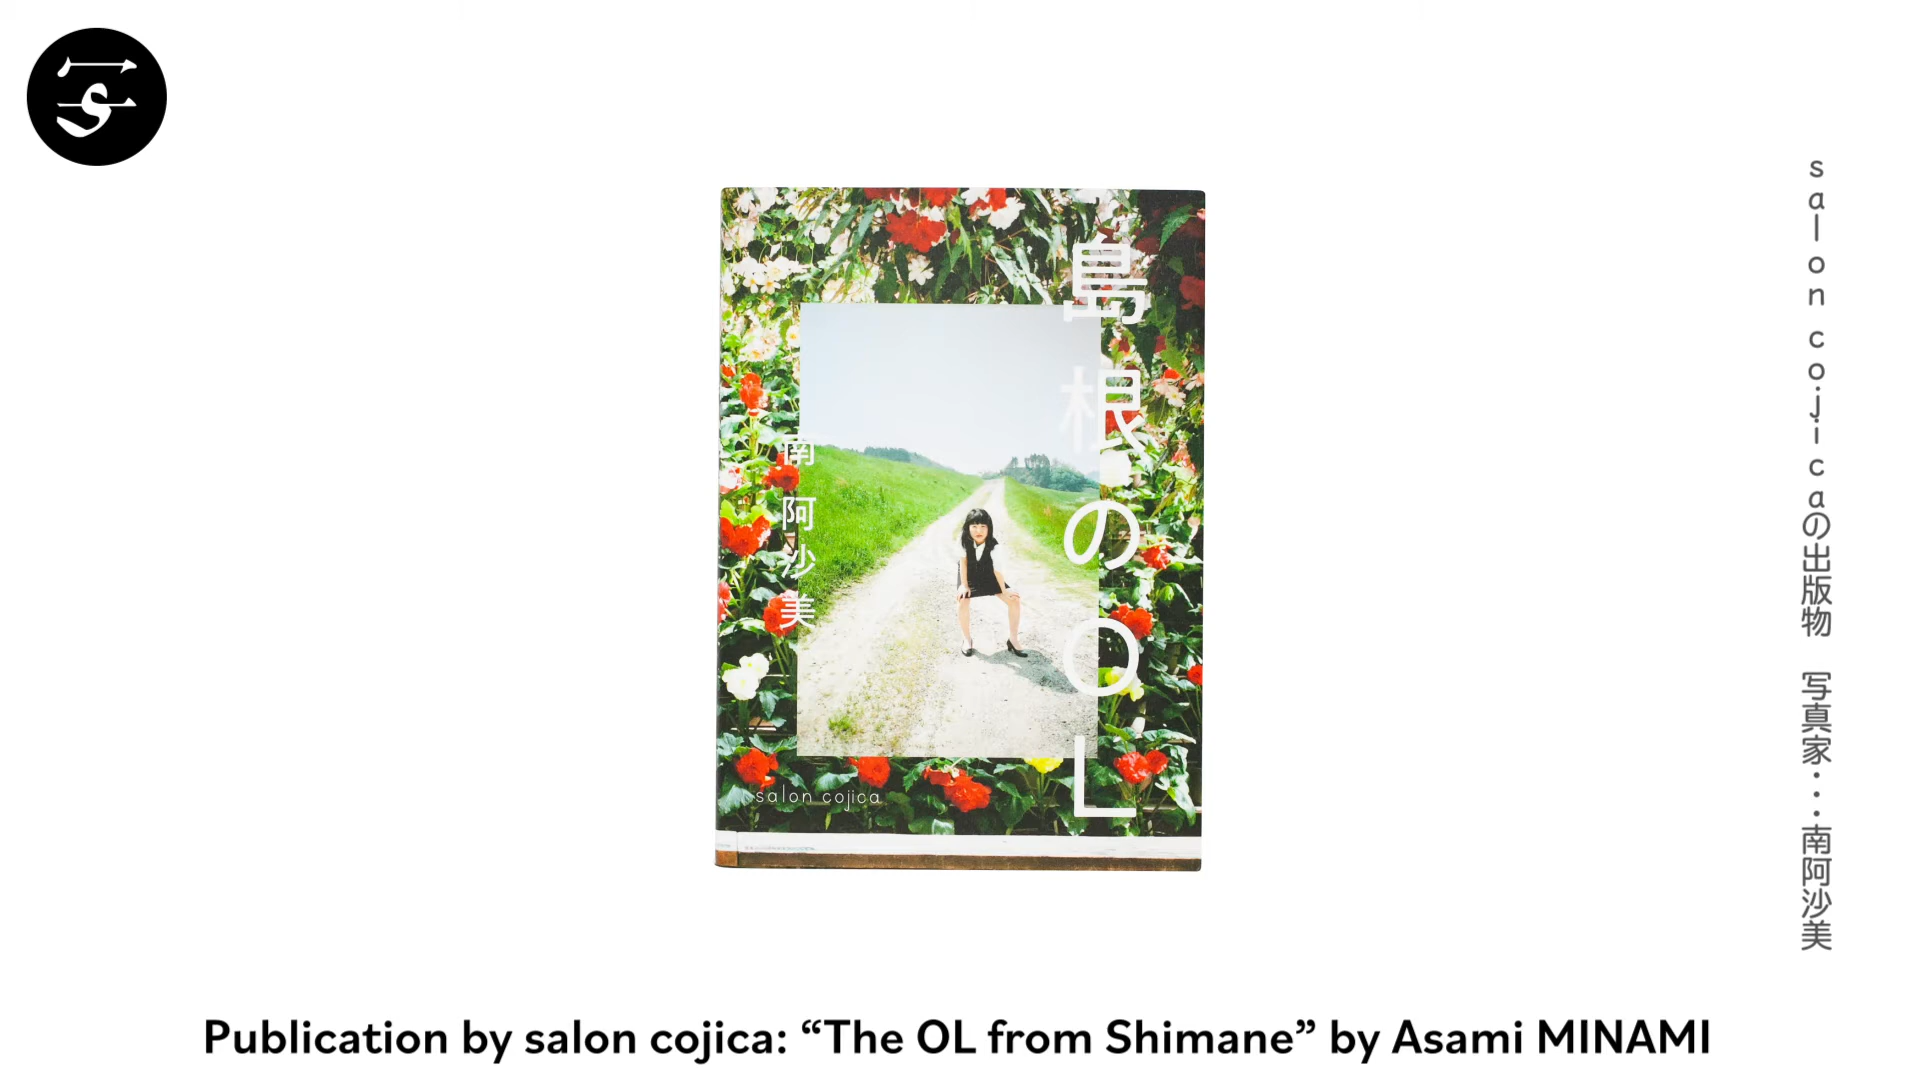 salon cojicaの出版物　写真家･･･南阿沙美
島根のOL
南阿沙美
salon cojica
Publication by salon cojica: “The OL from Shimane” by Asami MINAMI